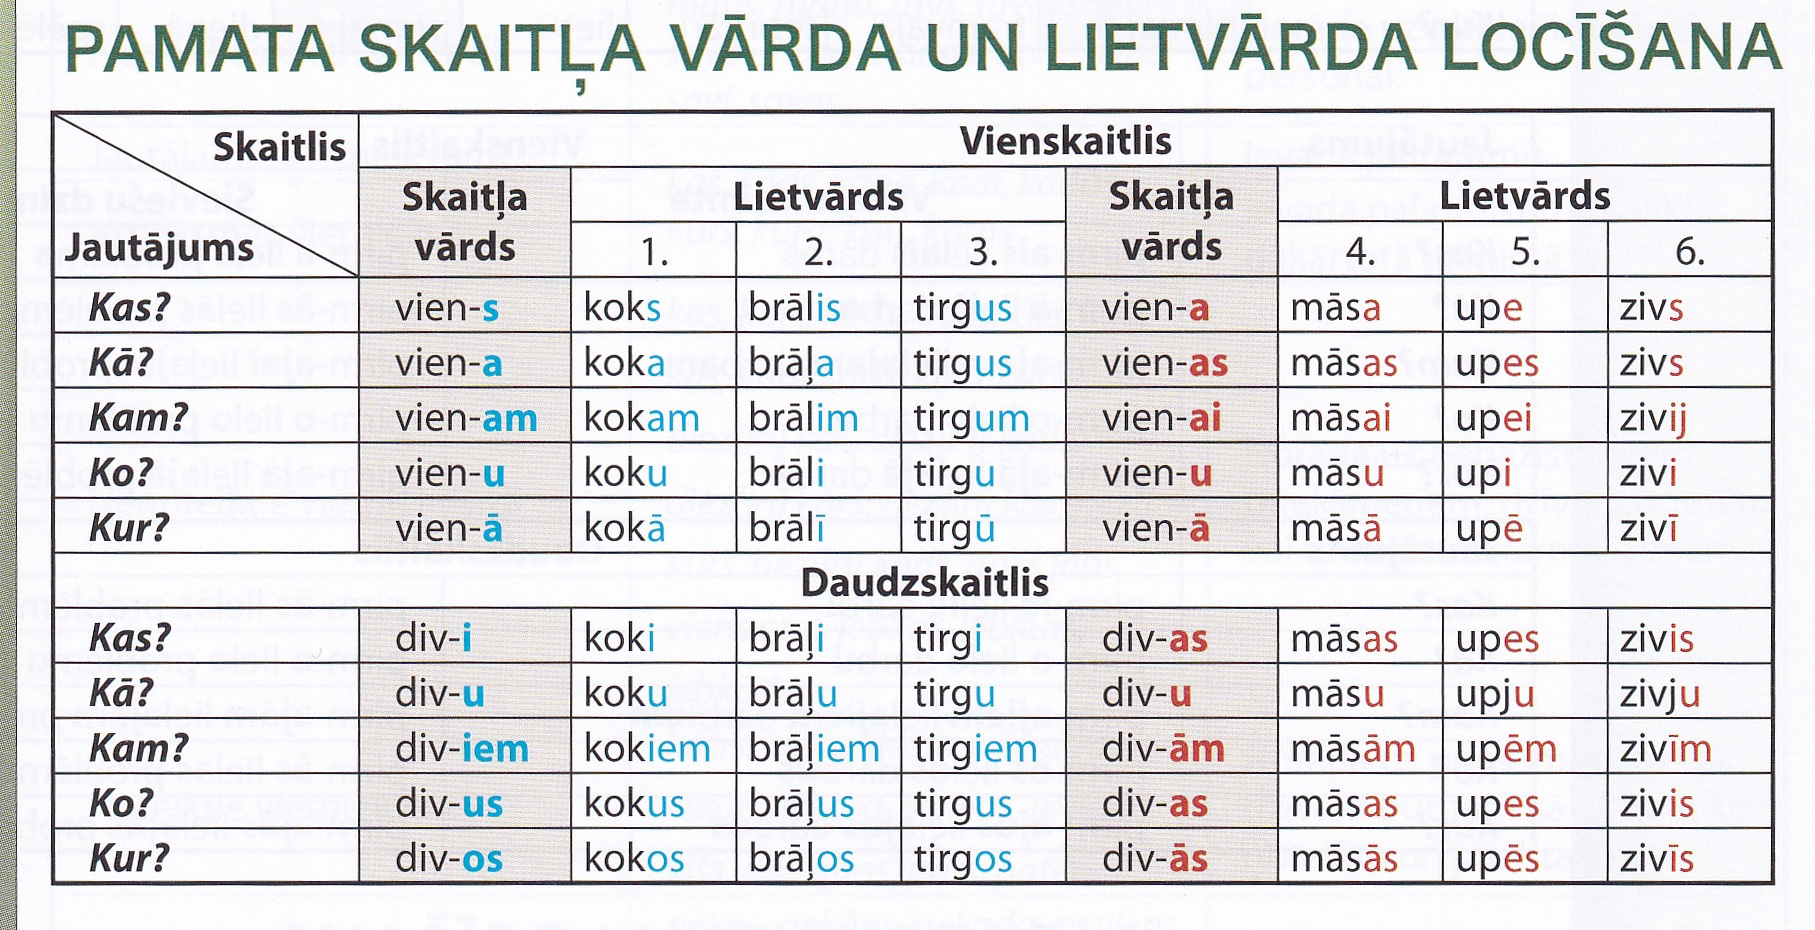 PAMATA SKAITĻA VĀRDA UN LIETVĀRDA LOCĪŠANA
Skaitlis Vienskaitlis
Skaitļa vārds Lietvārds Skaitļa vārds Lietvārds
Jautājums 1. 2. 3. 4. 5. 6.
Kas? vien-s koks brālis tirgus vien-a māsa upe zivs
Kā? vien-a koka brāļa tirgus vien-as māsas upes zivs
Kam? vien-am kokam brālim tirgum vien-ai māsai upei zivij
Ko? vien-u koku brāli tirgu vien-u māsu upi zivi
Kur? vien-ā kokā brālī tirgū vien-ā māsā upē zivī
Daudzskaitlis
Kas? div-i koki brāļi tirgi div-as māsas upes zivis
Kā? div-u koku brāļu tirgu div-u māsu upju zivju
Kam? div-iem kokiem brāļiem tirgiem div-ām māsām upēm zivīm
Ko? div-us kokus brāļus tirgus div-as māsas upes zivis
Kur? div-os kokos brāļos tirgos div-ās māsās upēs zivīs